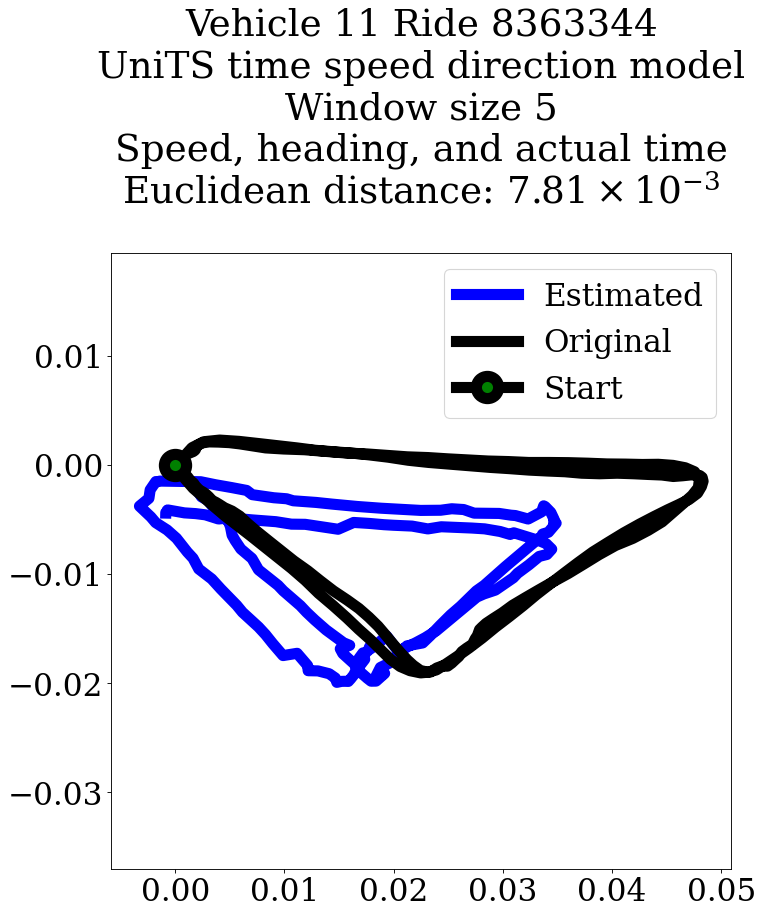 Vehicle 11 Ride 8363344
UniTS time speed direction model
Window size 5
Speed, heading, and actual time
Euclidean distance: 7.81 × 10⁻³
Estimated
Original
Start
0.01
0.00
−0.01
−0.02
−0.03
0.00 0.01 0.02 0.03 0.04 0.05